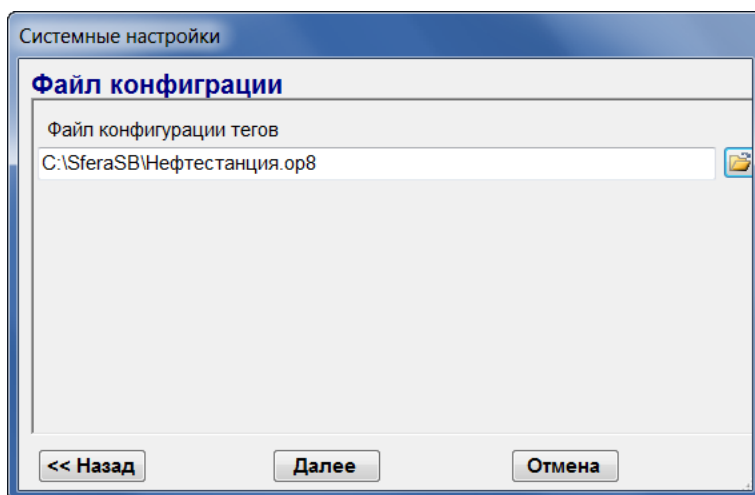 Системные настройки
Файл конфиграции
Файл конфигурации тегов
C:\SferaSB\Нефтестанция.op8
<< Назад Далее Отмена